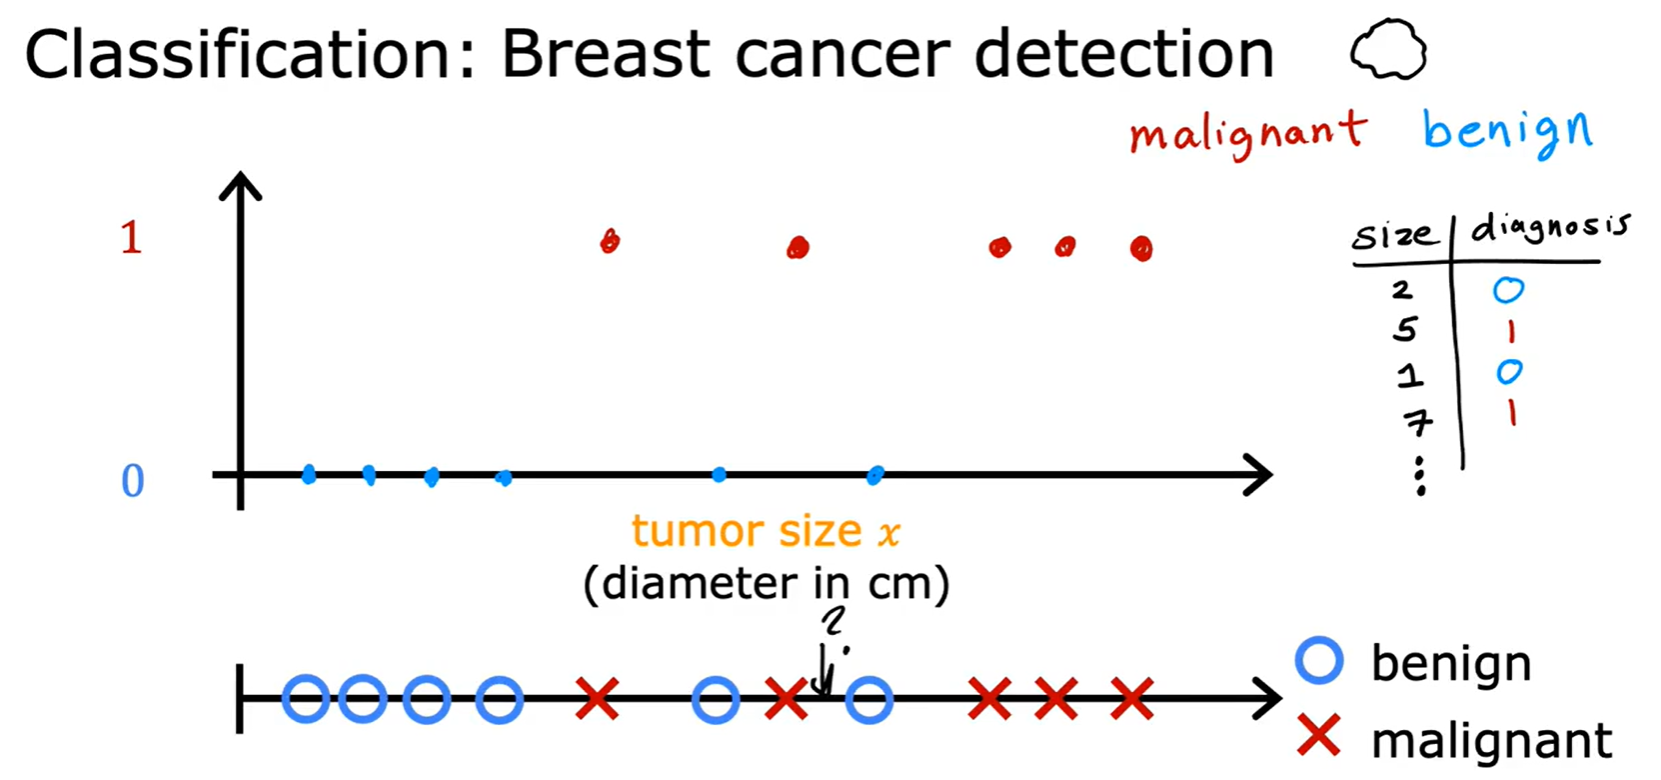 Classification: Breast cancer detection
malignant benign
1
0
size diagnosis
2 0
5 1
1 0
7 1
⋮
tumor size x
(diameter in cm)
?
benign
malignant